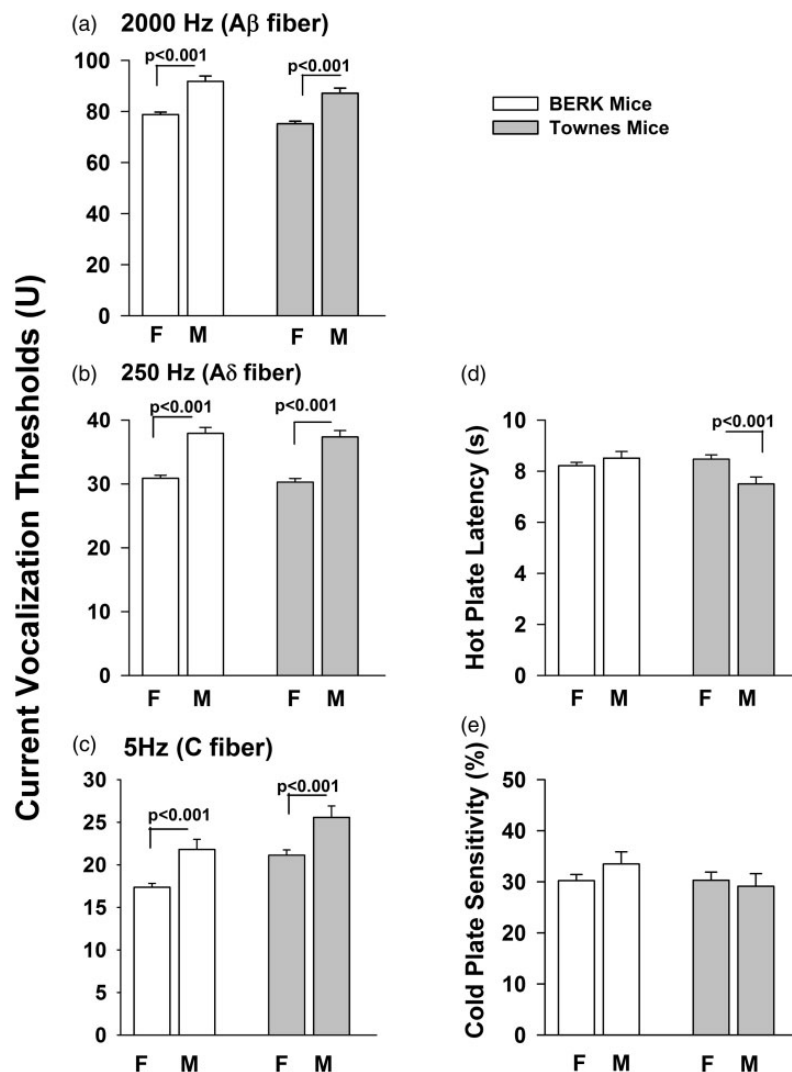 (a) 2000 Hz (Aβ fiber)
p<0.001
p<0.001
100
80
60
40
20
0
F M F M
BERK Mice
Townes Mice
Current Vocalization Thresholds (U)
(b) 250 Hz (Aδ fiber)
p<0.001
p<0.001
40
30
20
10
0
F M F M
(c) 5Hz (C fiber)
p<0.001
p<0.001
30
25
20
15
10
5
0
F M F M
(d)
Hot Plate Latency (s)
p<0.001
10
8
6
4
2
0
F M F M
(e)
Cold Plate Sensitivity (%)
50
40
30
20
10
0
F M F M